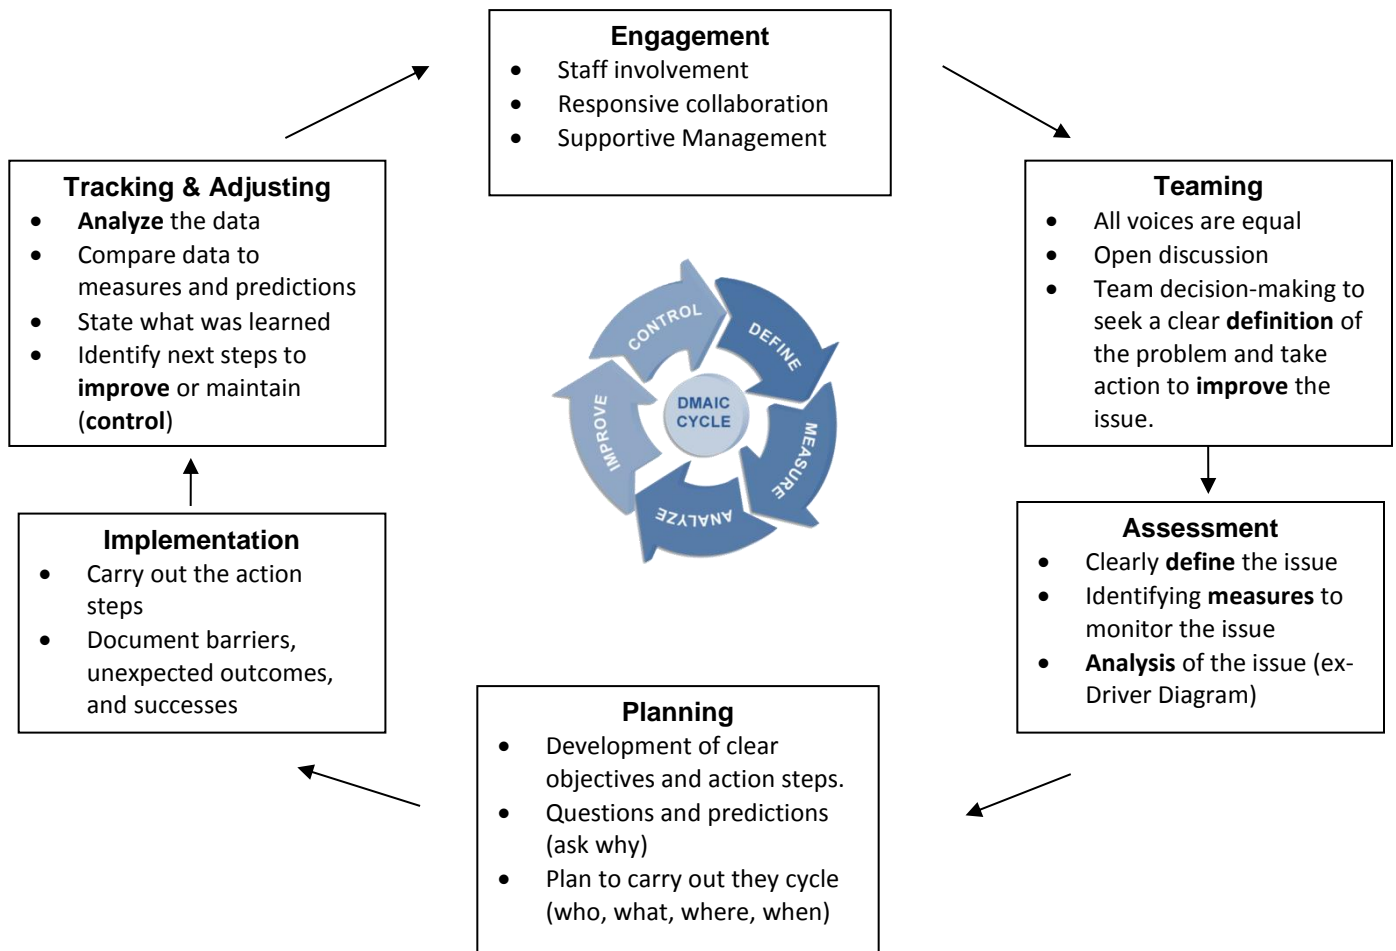 Engagement
• Staff involvement
• Responsive collaboration
• Supportive Management
Teaming
• All voices are equal
• Open discussion
• Team decision-making to
seek a clear definition of
the problem and take
action to improve the
issue.
Assessment
• Clearly define the issue
• Identifying measures to
monitor the issue
• Analysis of the issue (ex-
Driver Diagram)
Planning
• Development of clear
objectives and action steps.
• Questions and predictions
(ask why)
• Plan to carry out they cycle
(who, what, where, when)
Implementation
• Carry out the action
steps
• Document barriers,
unexpected outcomes,
and successes
Tracking & Adjusting
• Analyze the data
• Compare data to
measures and predictions
• State what was learned
• Identify next steps to
improve or maintain
(control)
DMAIC
CYCLE
DEFINE
MEASURE
ANALYZE
IMPROVE
CONTROL